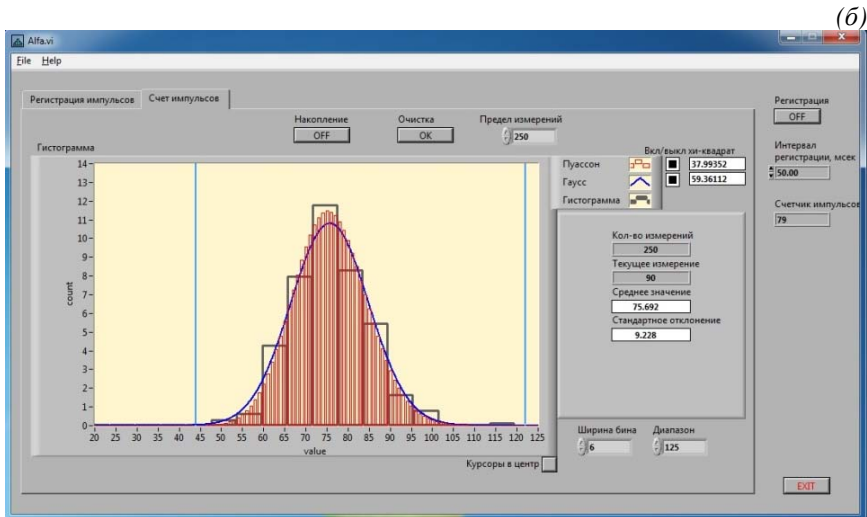 (б)
Alfa.vi
File Help
Регистрация импульсов Счет импульсов
Накопление Очистка Предел измерений
OFF OK 250
Регистрация
OFF
Интервал
регистрации, мсек
50.00
Счетчик импульсов
79
Гистограмма
Вкл/выкл хи-квадрат
Пуассон 37.99352
Гаусс 59.36112
Гистограмма
Кол-во измерений
250
Текущее измерение
90
Среднее значение
75.692
Стандартное отклонение
9.228
count
14
13
12
11
10
9
8
7
6
5
4
3
2
1
0
20 25 30 35 40 45 50 55 60 65 70 75 80 85 90 95 100 105 110 115 120 125
value
Ширина бина Диапазон
6 125
Курсоры в центр
EXIT